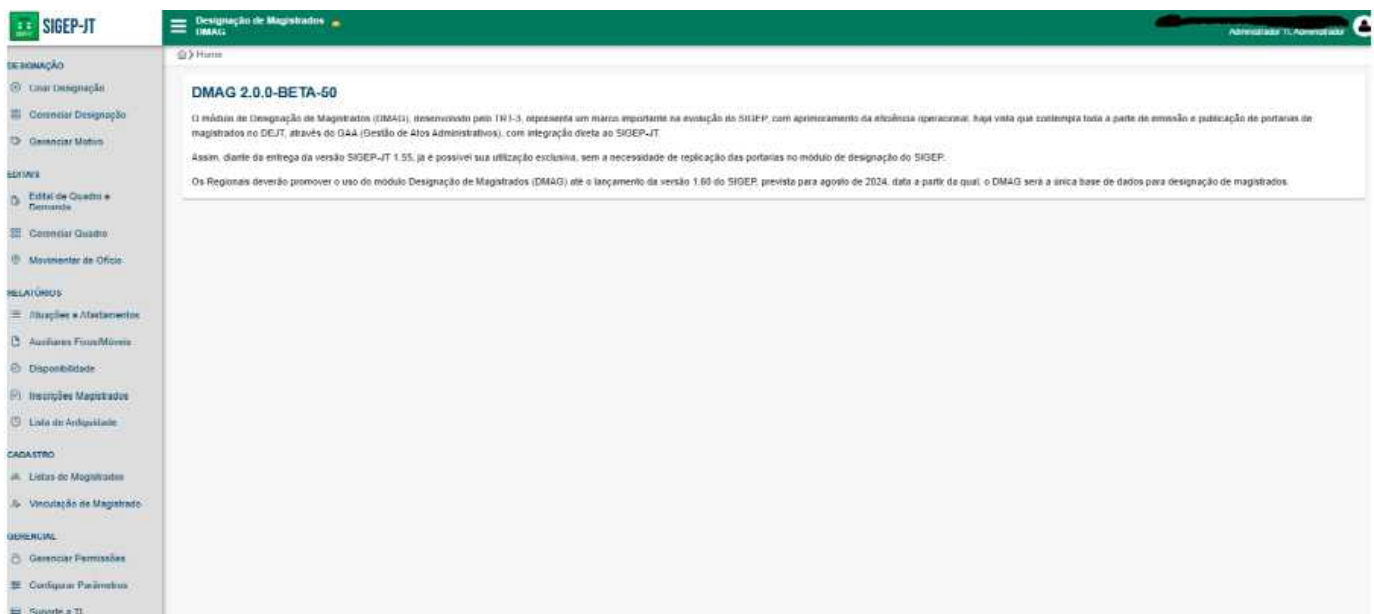 SIGEP-JT
Designação de Magistrados
DMAG
Administrador TI, Administrador
Home
DESIGNAÇÃO
Criar Designação
Gerenciar Designação
Gerenciar Motivo
EDITAIS
Edital de Quadro e
Demanda
Gerenciar Quadro
Movimentar de Ofício
RELATÓRIOS
Atuações e Afastamentos
Auxiliares Fixos/Móveis
Disponibilidade
Inscrições Magistrados
Lista de Antiguidade
CADASTRO
Listas de Magistrados
Vinculação de Magistrado
GERENCIAL
Gerenciar Permissões
Configurar Parâmetros
Suporte a TI
DMAG 2.0.0-BETA-50
O módulo de Designação de Magistrados (DMAG), desenvolvido pelo TRT-3, representa um marco importante na evolução do SIGEP, com aprimoramento da eficiência operacional, haja vista que contempla toda a parte de emissão e publicação de portarias de
magistrados no DEJT, através do GAA (Gestão de Atos Administrativos), com integração direta ao SIGEP-JT.
Assim, diante da entrega da versão SIGEP-JT 1.55, já é possível sua utilização exclusiva, sem a necessidade de replicação das portarias no módulo de designação do SIGEP.
Os Regionais deverão promover o uso do módulo Designação de Magistrados (DMAG) até o lançamento da versão 1.60 do SIGEP, prevista para agosto de 2024, data a partir da qual, o DMAG será a única base de dados para designação de magistrados.